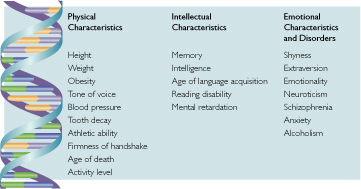 Physical
Characteristics
Height
Weight
Obesity
Tone of voice
Blood pressure
Tooth decay
Athletic ability
Firmness of handshake
Age of death
Activity level
Intellectual
Characteristics
Memory
Intelligence
Age of language acquisition
Reading disability
Mental retardation
Emotional
Characteristics
and Disorders
Shyness
Extraversion
Emotionality
Neuroticism
Schizophrenia
Anxiety
Alcoholism